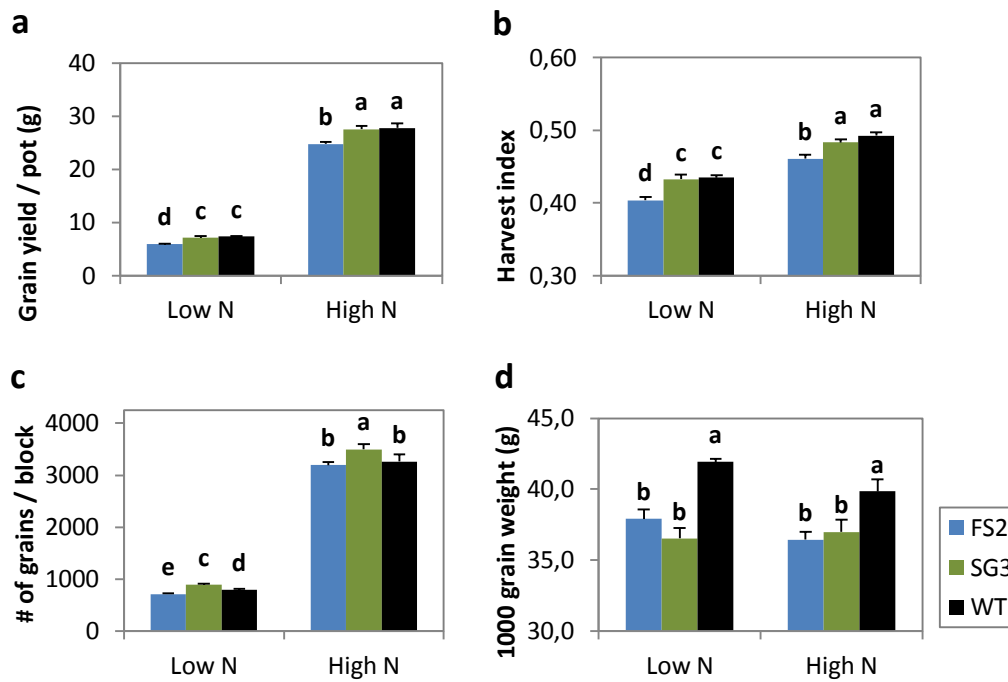 a
Grain yield / pot (g)
40
30
20
10
0
d c c
b a a
Low N High N
b
Harvest index
0,60
0,50
0,40
0,30
d c c
b a a
Low N High N
c
# of grains / block
4000
3000
2000
1000
0
e c d
b a b
Low N High N
d
1000 grain weight (g)
45,0
40,0
35,0
30,0
b b a
b b a
Low N High N
FS2
SG3
WT